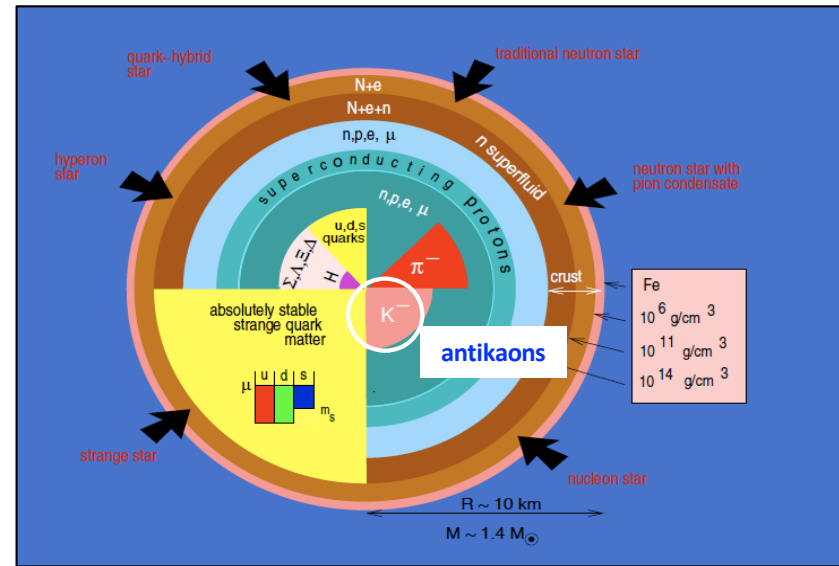 quark-hybrid
star
traditional neutron star
N+e
N+e+n
n,p,e, μ
n superfluid
hyperon
star
neutron star with
pion condensate
superconducting protons
n,p,e, μ
u,d,s
quarks
Σ,Λ,Ξ,Δ
H
π⁻
K⁻
crust
absolutely stable
strange quark
matter
antikaons
μ
u d s
m_s
Fe
10⁶ g/cm³
10¹¹ g/cm³
10¹⁴ g/cm³
strange star
nucleon star
R ~ 10 km
M ~ 1.4 M☉